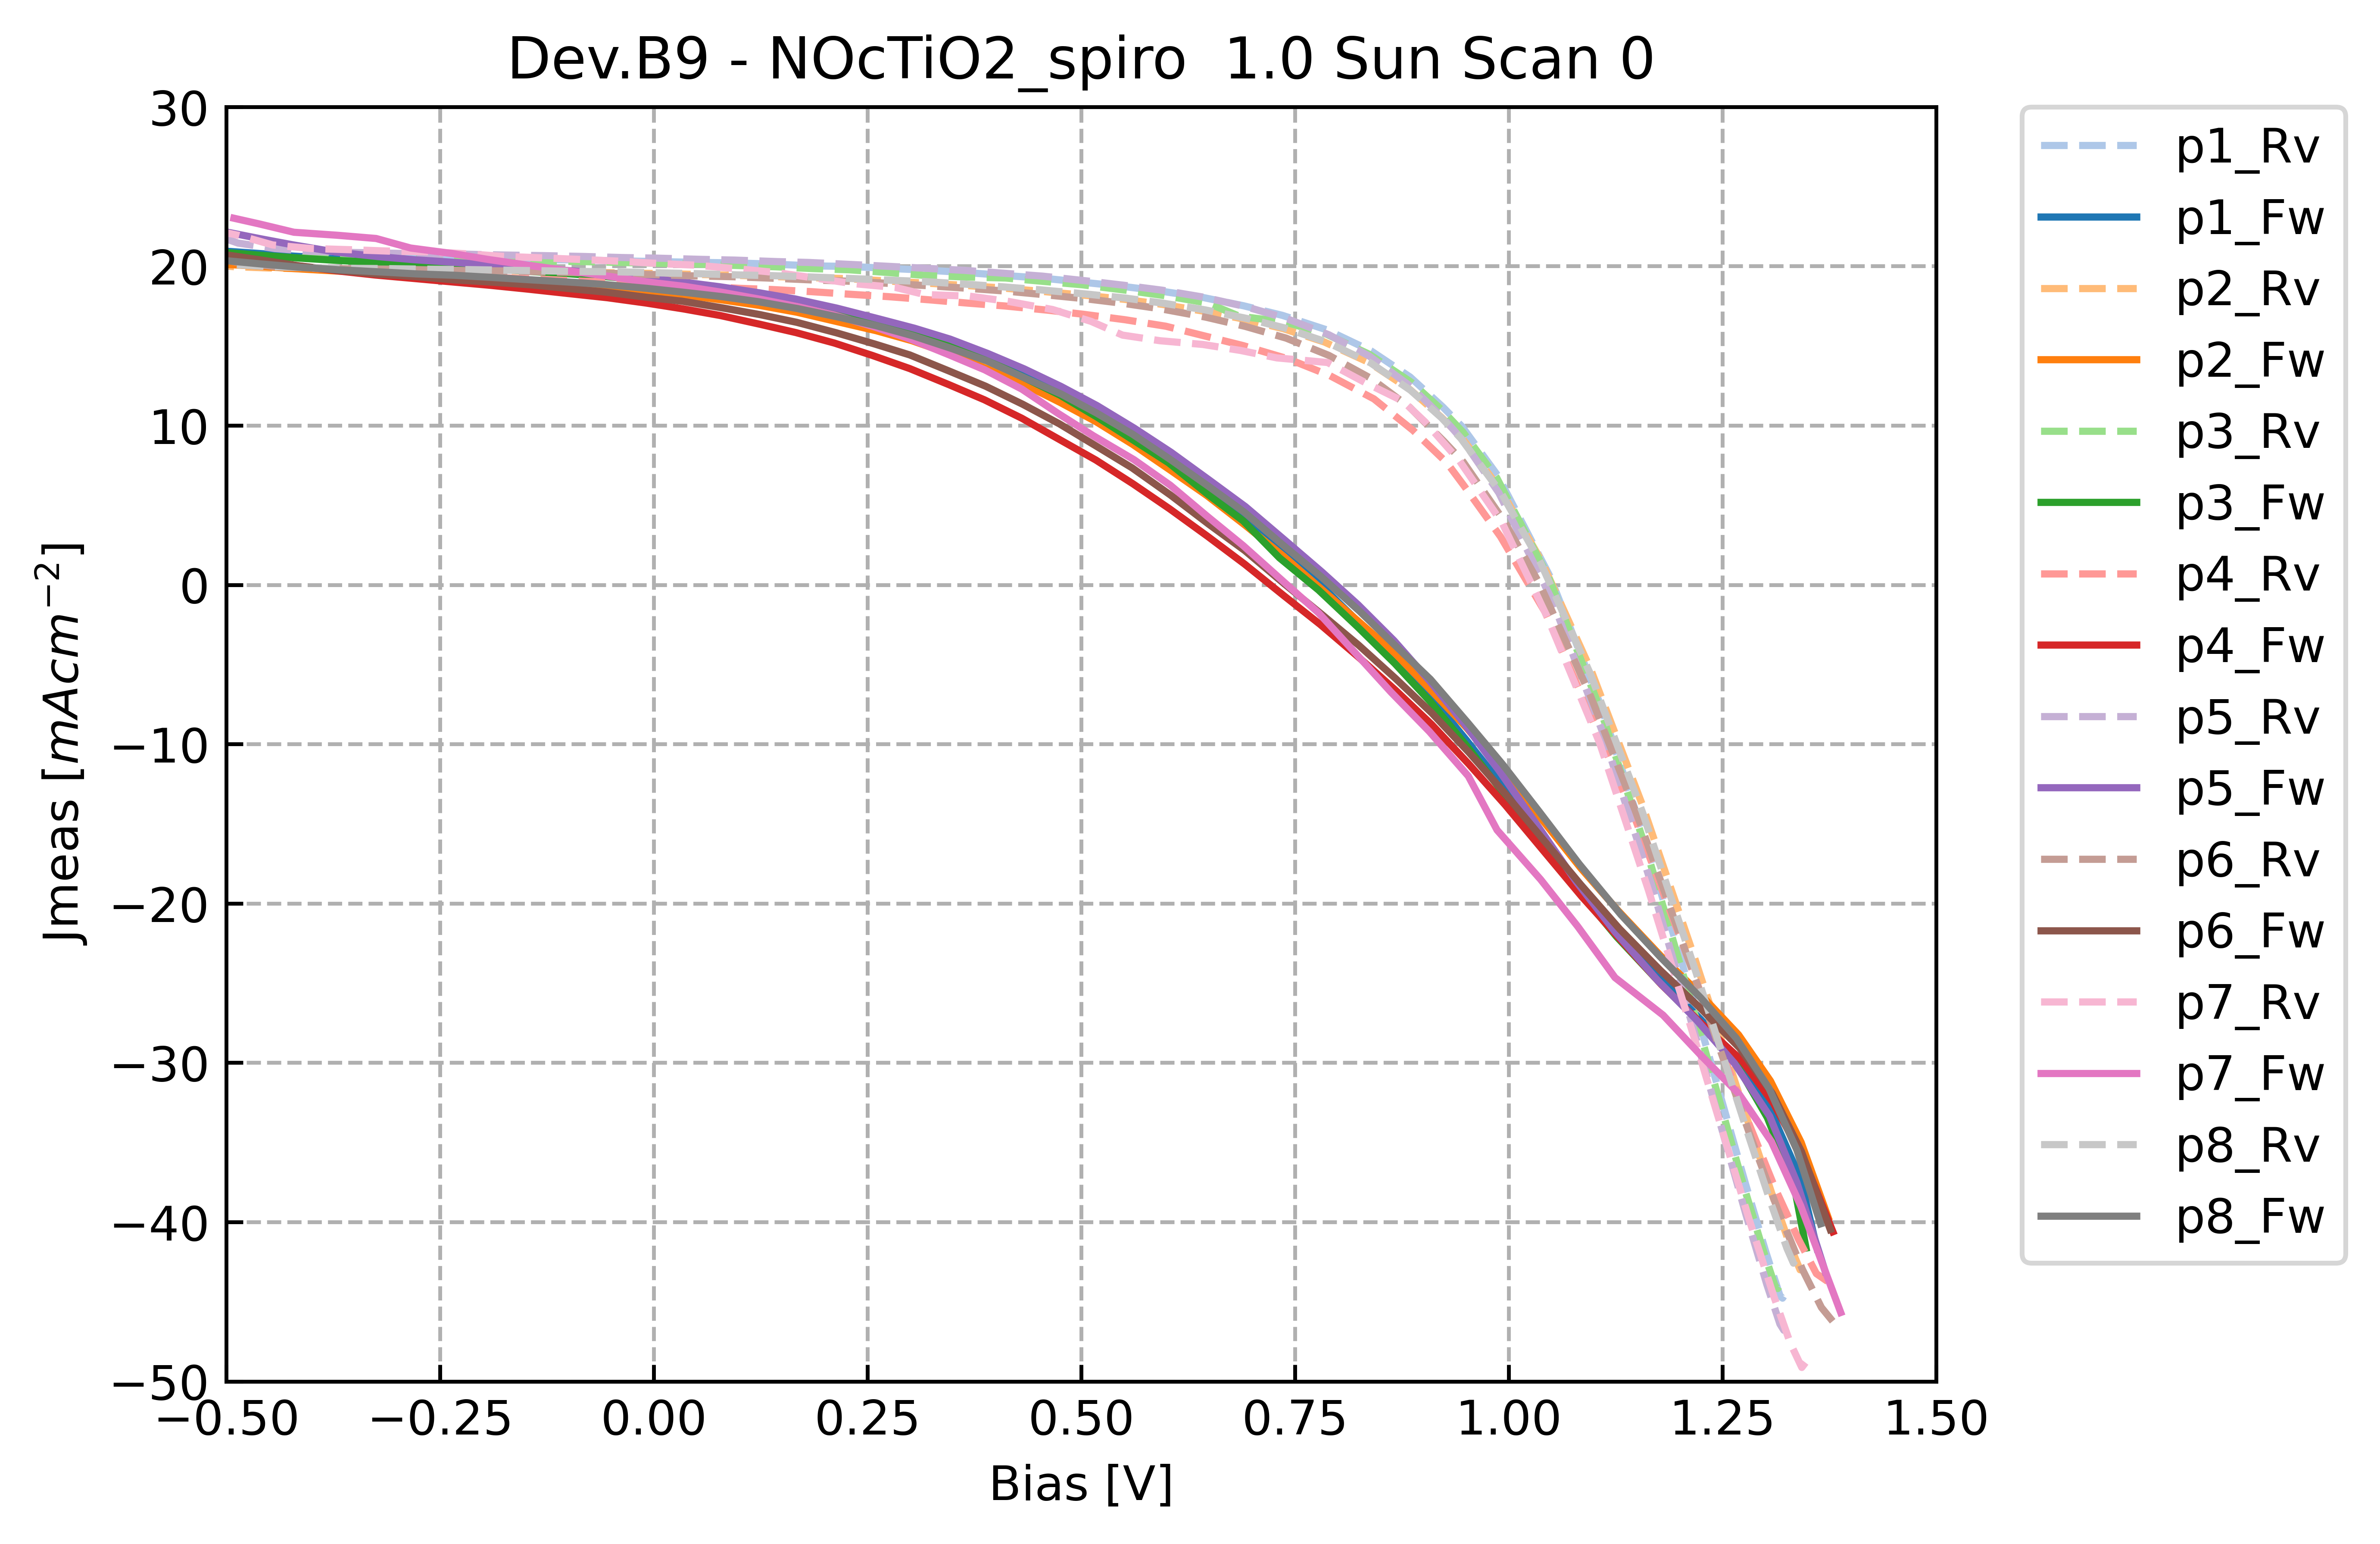 Dev.B9 - NOcTiO2_spiro  1.0 Sun Scan 0
30
20
10
0
−10
−20
−30
−40
−50
Jmeas [mAcm⁻²]
−0.50 −0.25 0.00 0.25 0.50 0.75 1.00 1.25 1.50
Bias [V]
p1_Rv
p1_Fw
p2_Rv
p2_Fw
p3_Rv
p3_Fw
p4_Rv
p4_Fw
p5_Rv
p5_Fw
p6_Rv
p6_Fw
p7_Rv
p7_Fw
p8_Rv
p8_Fw